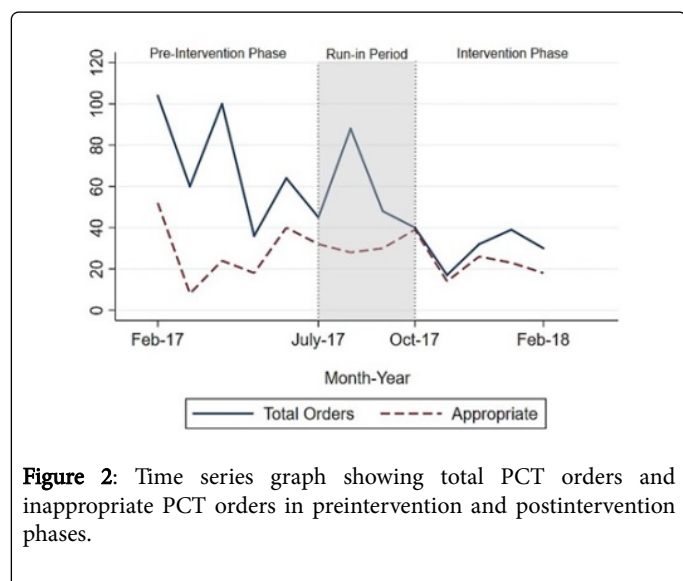 Pre-Intervention Phase Run-in Period Intervention Phase
120
100
80
60
40
20
0
Feb-17 July-17 Oct-17 Feb-18
Month-Year
Total Orders Appropriate
Figure 2: Time series graph showing total PCT orders and
inappropriate PCT orders in preintervention and postintervention
phases.